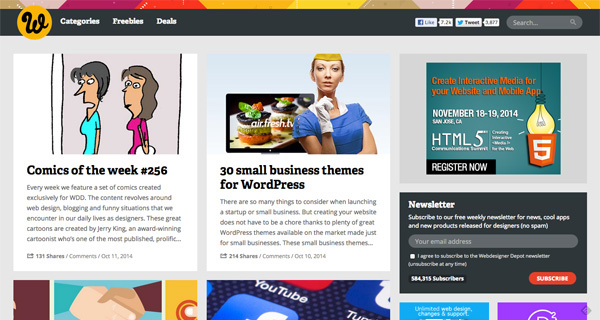 W
Categories
Freebies
Deals
Like
7.2k
Tweet
3,877
Search...
air.fresh.tv
Create Interactive Media for
your Website and Mobile App
NOVEMBER 18-19, 2014
SAN JOSE, CA
HTML5
Communications Summit
Creating
Interactive
<Media />
for the Web
5
REGISTER NOW
Comics of the week #256
Every week we feature a set of comics created
exclusively for WDD. The content revolves around
web design, blogging and funny situations that we
encounter in our daily lives as designers. These great
cartoons are created by Jerry King, an award-winning
cartoonist who's one of the most published, prolific...
131 Shares / Comments / Oct 11, 2014
30 small business themes
for WordPress
There are so many things to consider when launching
a startup or small business. But creating your website
does not have to be a chore thanks to plenty of great
WordPress themes available on the market made just
for small businesses. These small business themes...
214 Shares / Comments / Oct 10, 2014
Newsletter
Subscribe to our free weekly newsletter for news, cool apps
and new products released for designers (no spam)
Your email address
I agree to subscribe to the Webdesigner Depot newsletter
(unsubscribe at any time)
584,315 Subscribers
SUBSCRIBE
YouTube
Unlimited web design,
changes & support.